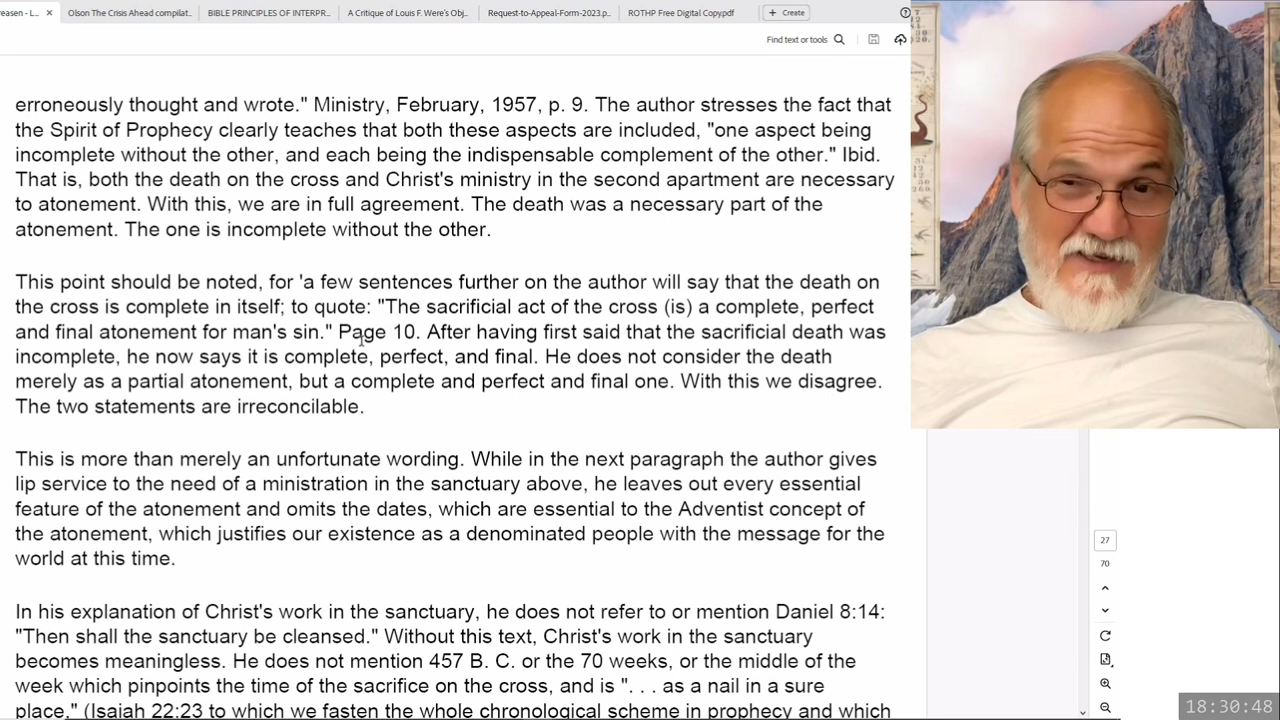 reasen - L...
Olson The Crisis Ahead compilat...
BIBLE PRINCIPLES OF INTERPR...
A Critique of Louis F. Were's Obj...
Request-to-Appeal-Form-2023.p...
ROTHP Free Digital Copy.pdf
+ Create
Find text or tools
erroneously thought and wrote." Ministry, February, 1957, p. 9. The author stresses the fact that
the Spirit of Prophecy clearly teaches that both these aspects are included, "one aspect being
incomplete without the other, and each being the indispensable complement of the other." Ibid.
That is, both the death on the cross and Christ's ministry in the second apartment are necessary
to atonement. With this, we are in full agreement. The death was a necessary part of the
atonement. The one is incomplete without the other.
This point should be noted, for 'a few sentences further on the author will say that the death on
the cross is complete in itself; to quote: "The sacrificial act of the cross (is) a complete, perfect
and final atonement for man's sin." Page 10. After having first said that the sacrificial death was
incomplete, he now says it is complete, perfect, and final. He does not consider the death
merely as a partial atonement, but a complete and perfect and final one. With this we disagree.
The two statements are irreconcilable.
This is more than merely an unfortunate wording. While in the next paragraph the author gives
lip service to the need of a ministration in the sanctuary above, he leaves out every essential
feature of the atonement and omits the dates, which are essential to the Adventist concept of
the atonement, which justifies our existence as a denominated people with the message for the
world at this time.
In his explanation of Christ's work in the sanctuary, he does not refer to or mention Daniel 8:14:
"Then shall the sanctuary be cleansed." Without this text, Christ's work in the sanctuary
becomes meaningless. He does not mention 457 B. C. or the 70 weeks, or the middle of the
week which pinpoints the time of the sacrifice on the cross, and is ". . . as a nail in a sure
place," (Isaiah 22:23 to which we fasten the whole chronological scheme in prophecy and which
27
70
18:30:48